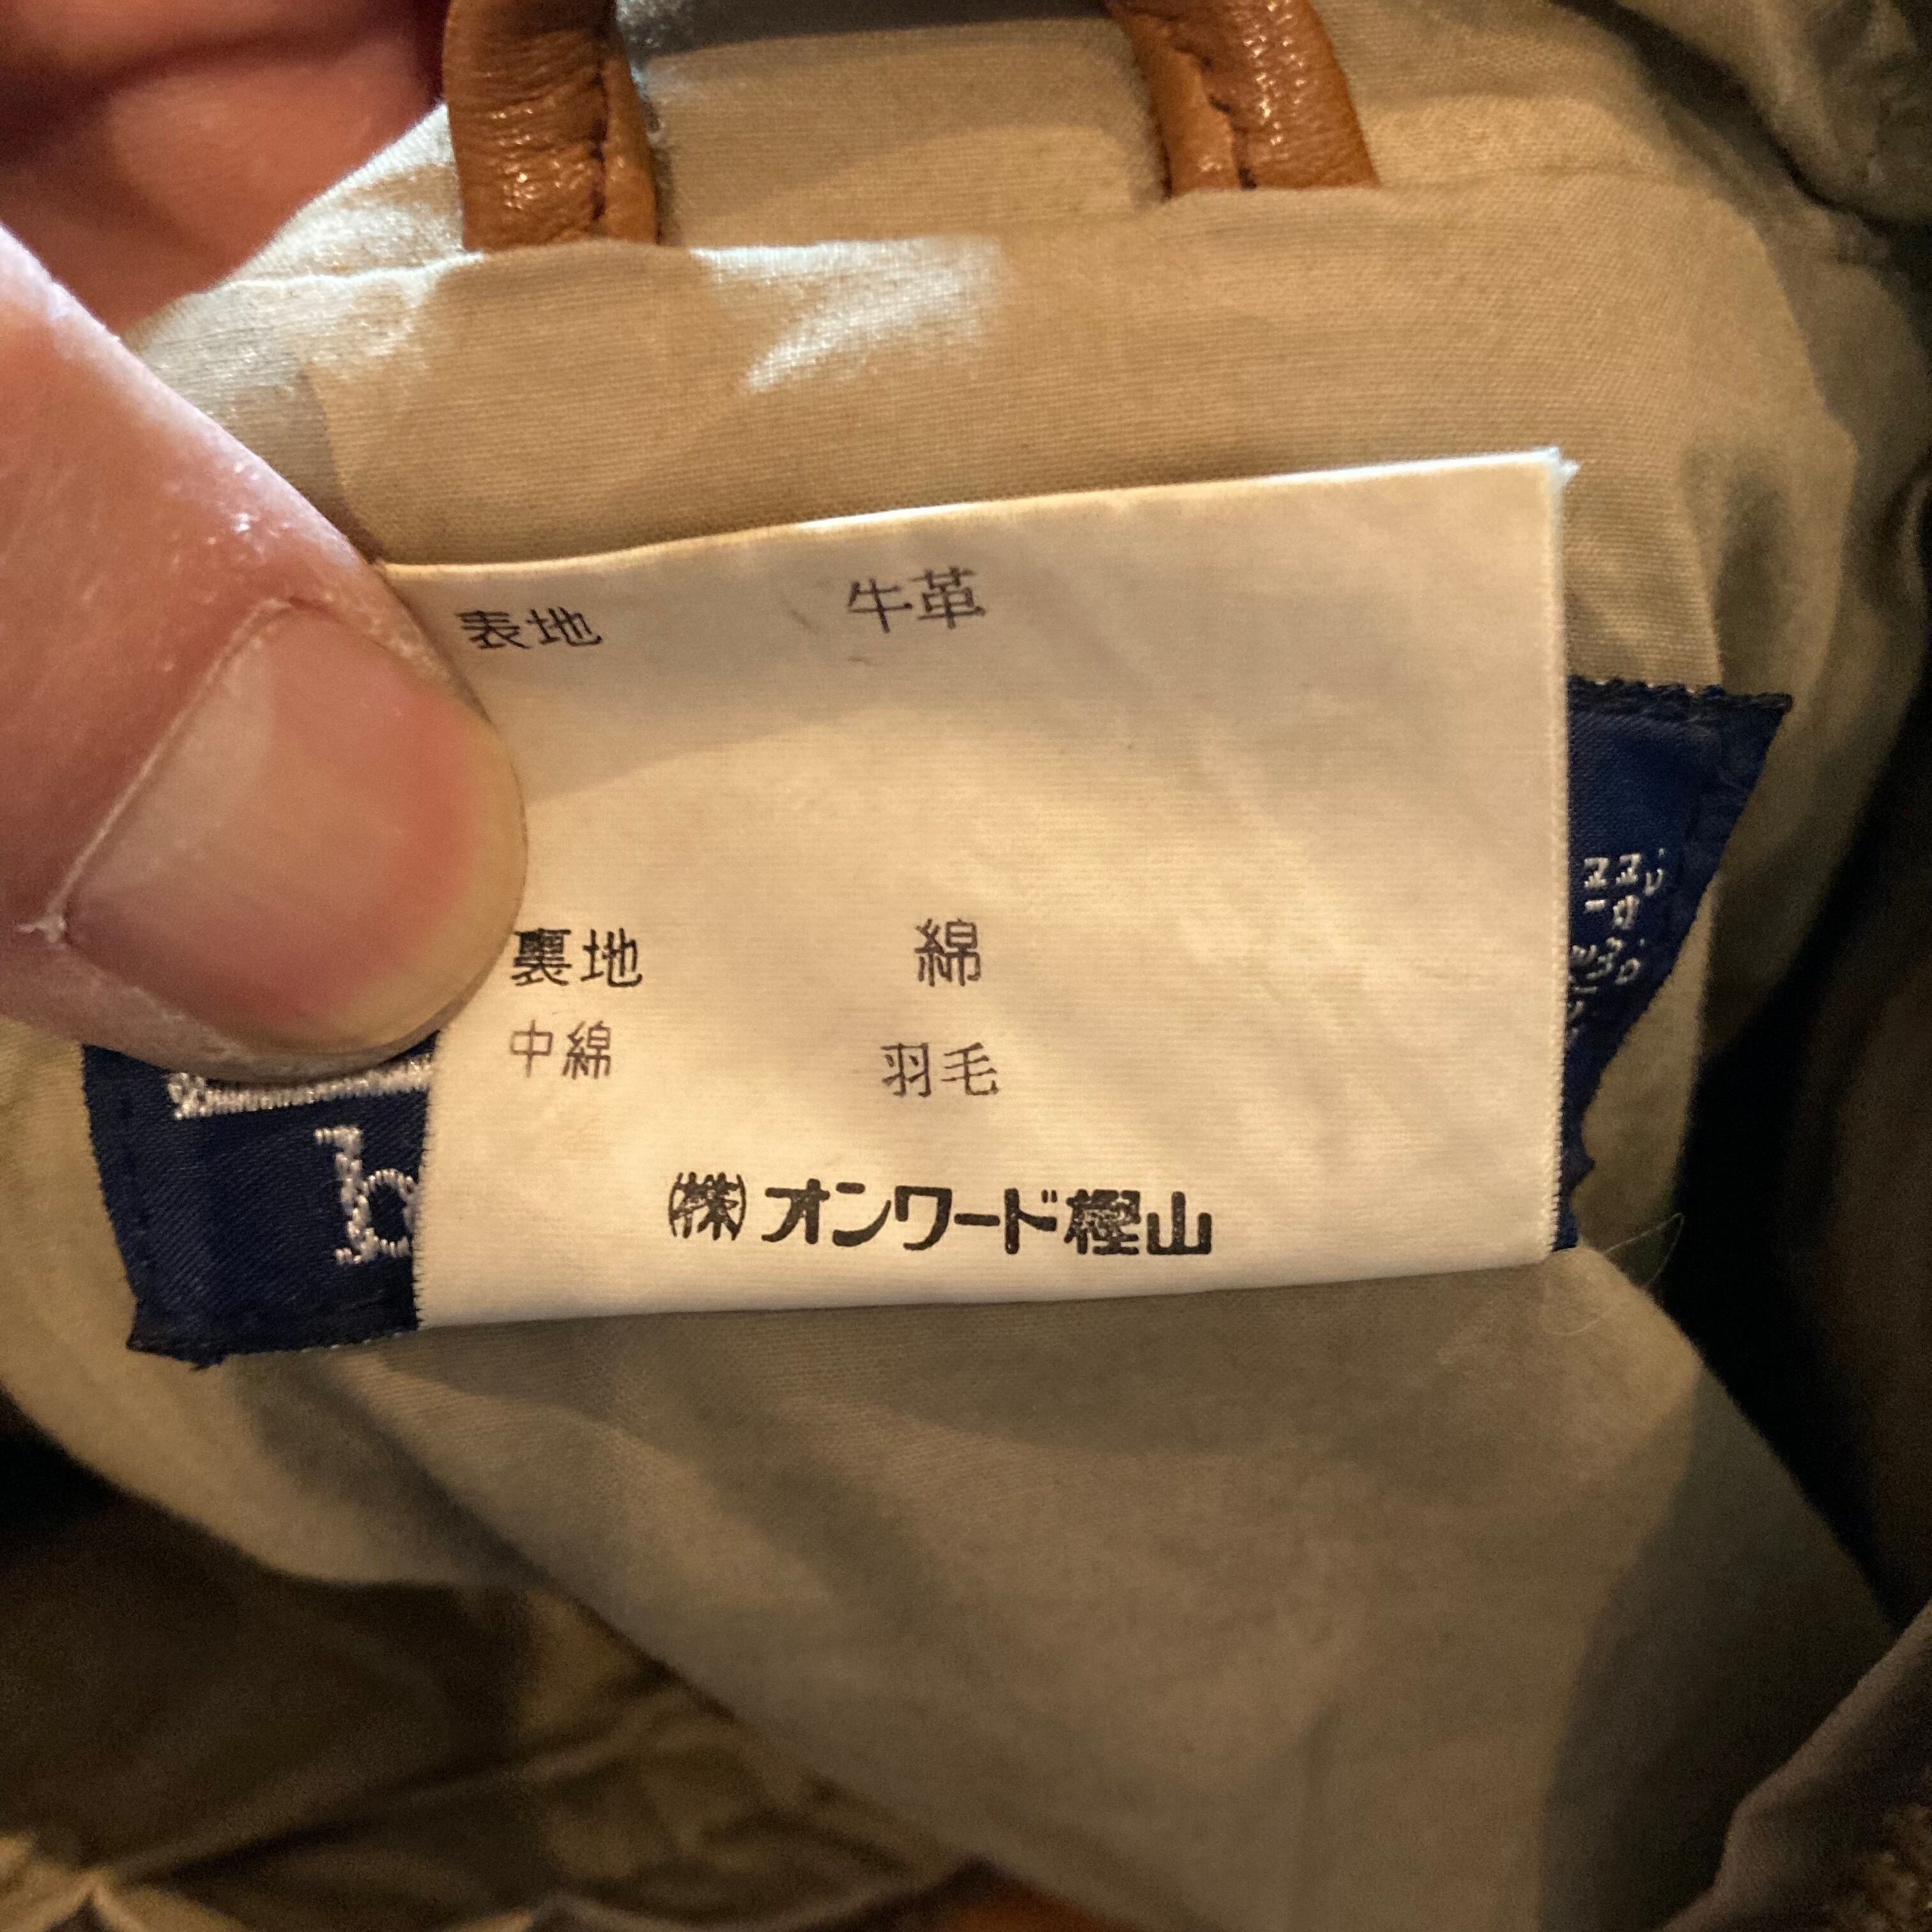 表地 牛革
裏地 綿
中綿 羽毛
㈱オンワード樫山